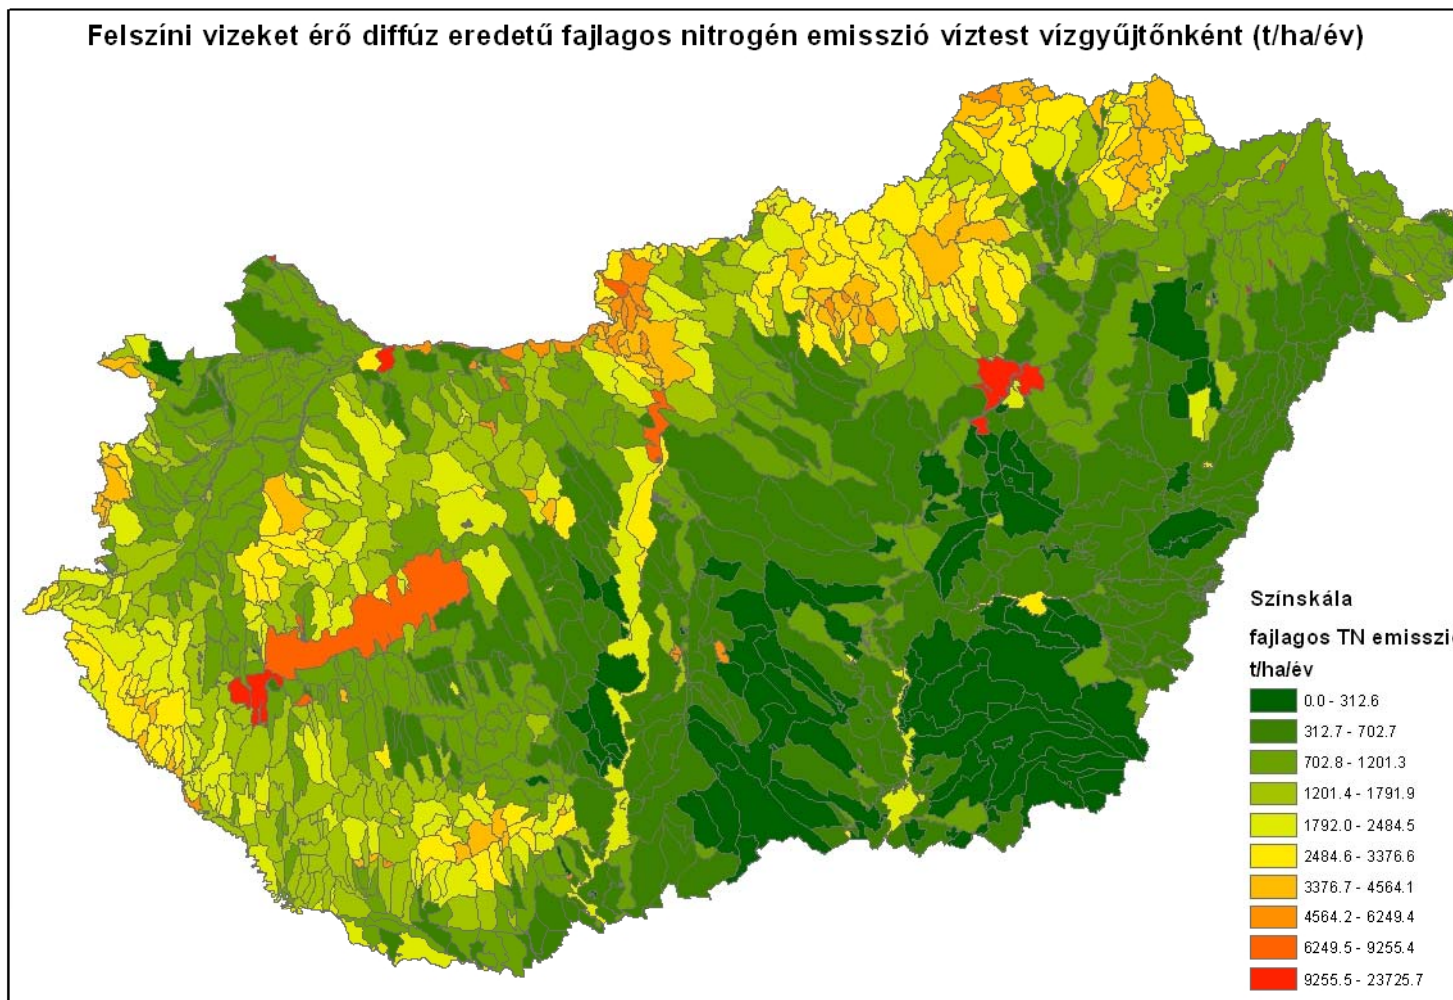 Felszíni vizeket érő diffúz eredetű fajlagos nitrogén emisszió víztest vízgyűjtőnként (t/ha/év)
Színskála
fajlagos TN emisszió
t/ha/év
0.0 - 312.6
312.7 - 702.7
702.8 - 1201.3
1201.4 - 1791.9
1792.0 - 2484.5
2484.6 - 3376.6
3376.7 - 4564.1
4564.2 - 6249.4
6249.5 - 9255.4
9255.5 - 23725.7